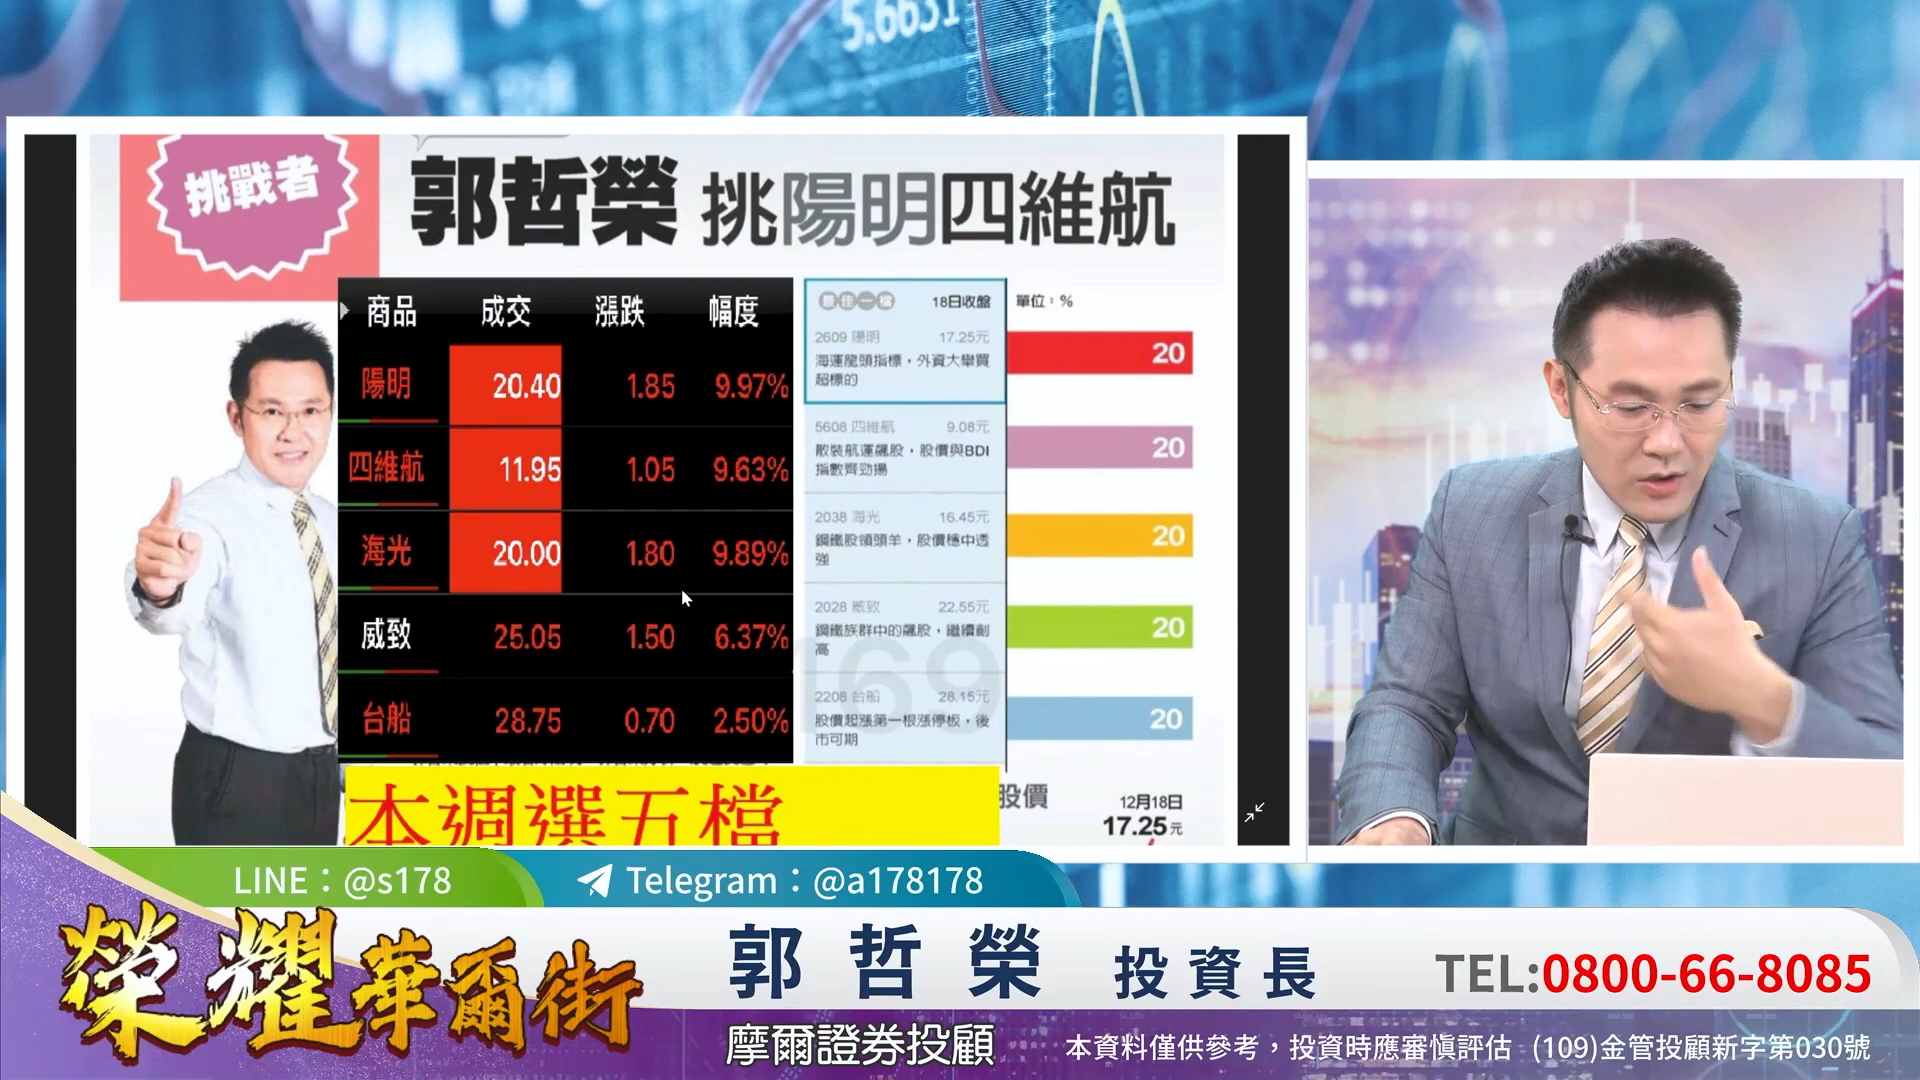 5.6631
挑戰者
郭哲榮 挑陽明四維航
商品 成交 漲跌 幅度
陽明 20.40 1.85 9.97%
四維航 11.95 1.05 9.63%
海光 20.00 1.80 9.89%
威致 25.05 1.50 6.37%
台船 28.75 0.70 2.50%
最佳一檔 18日收盤
2609 陽明 17.25元
海運龍頭指標，外資大舉買
超標的
5608 四維航 9.08元
散裝航運飆股，股價與BDI
指數齊勁揚
2038 海光 16.45元
鋼鐵股領頭羊，股價穩中透
強
2028 威致 22.55元
鋼鐵族群中的飆股，繼續創
高
2208 台船 28.15元
股價起漲第一根漲停板，後
市可期
169
單位：%
20
20
20
20
20
本週選五檔
股價
12月18日
17.25元
LINE：@s178
Telegram：@a178178
榮耀華爾街
郭哲榮 投資長
TEL:0800-66-8085
摩爾證券投顧
本資料僅供參考，投資時應審慎評估 (109)金管投顧新字第030號